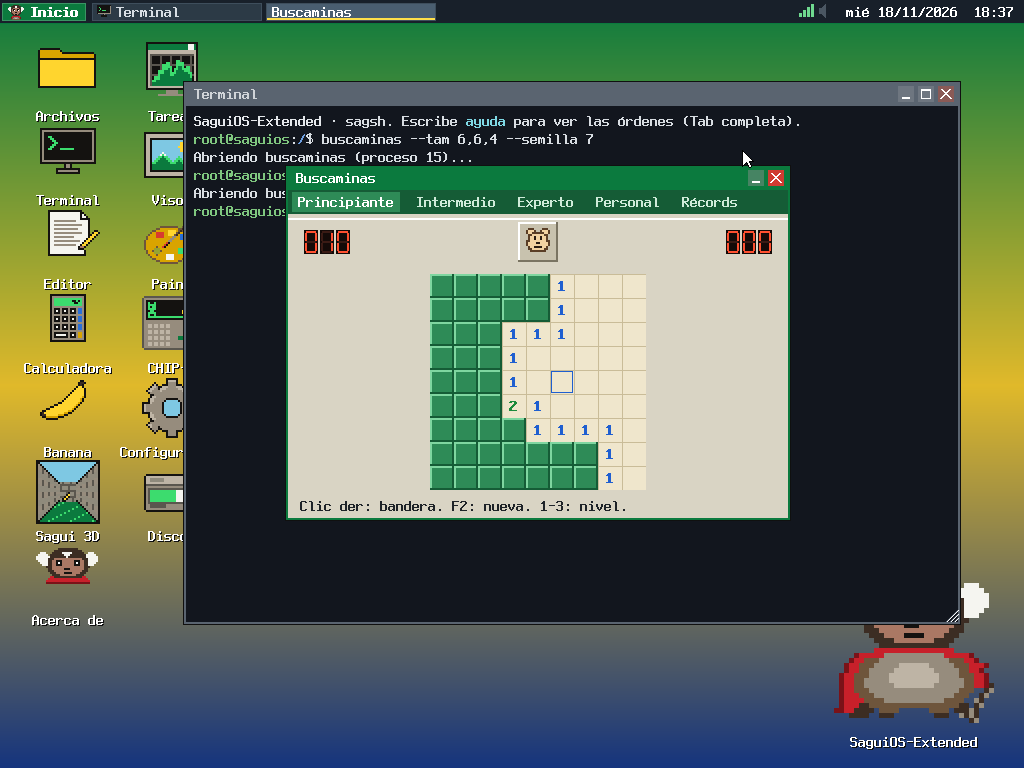 Inicio
Terminal
Buscaminas
mié 18/11/2026
18:37
Archivos
Terminal
Editor
Calculadora
Banana
Configur
Sagui 3D
Acerca de
Terminal
SaguiOS-Extended · sagsh. Escribe ayuda para ver las órdenes (Tab completa).
root@saguios:/$ buscaminas --tam 6,6,4 --semilla 7
Abriendo buscaminas (proceso 15)...
root@saguios
Abriendo bus
root@saguios
Buscaminas
Principiante Intermedio Experto Personal Récords
010 000
1
1
1 1 1
1
1
2 1
1 1 1 1
1
1
Clic der: bandera. F2: nueva. 1-3: nivel.
SaguiOS-Extended